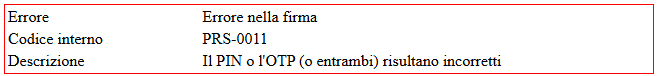 Errore Errore nella firma
Codice interno PRS-0011
Descrizione Il PIN o l'OTP (o entrambi) risultano incorretti